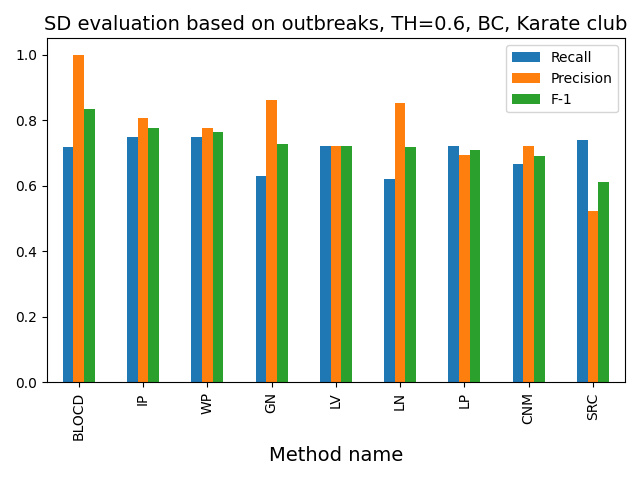 SD evaluation based on outbreaks, TH=0.6, BC, Karate club
1.0
0.8
0.6
0.4
0.2
0.0
Recall
Precision
F-1
BLOCD
IP
WP
GN
LV
LN
LP
CNM
SRC
Method name